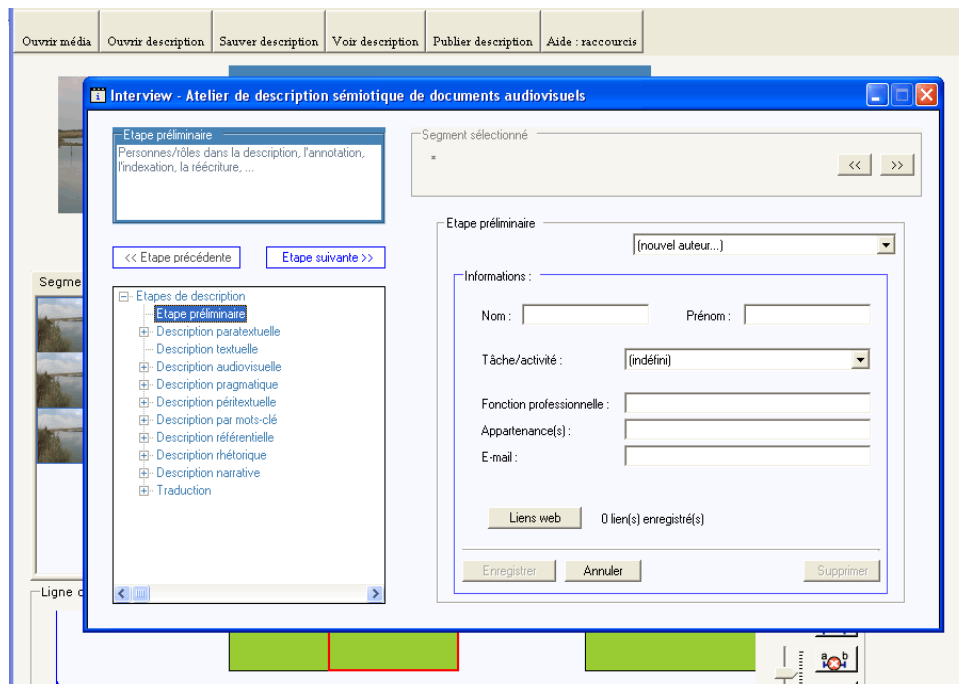 Ouvrir média
Ouvrir description
Sauver description
Voir description
Publier description
Aide : raccourcis
Interview - Atelier de description sémiotique de documents audiovisuels
Etape préliminaire
Personnes/rôles dans la description, l'annotation,
l'indexation, la réécriture, ...
Segment sélectionné
*
<< >>
<< Etape précédente
Etape suivante >>
Etapes de description
Etape préliminaire
Description paratextuelle
Description textuelle
Description audiovisuelle
Description pragmatique
Description péritextuelle
Description par mots-clé
Description référentielle
Description rhétorique
Description narrative
Traduction
Etape préliminaire
(nouvel auteur...)
Informations :
Nom : Prénom :
Tâche/activité : (indéfini)
Fonction professionnelle :
Appartenance(s) :
E-mail :
Liens web 0 lien(s) enregistré(s)
Enregistrer Annuler Supprimer
Segme
Ligne
a b